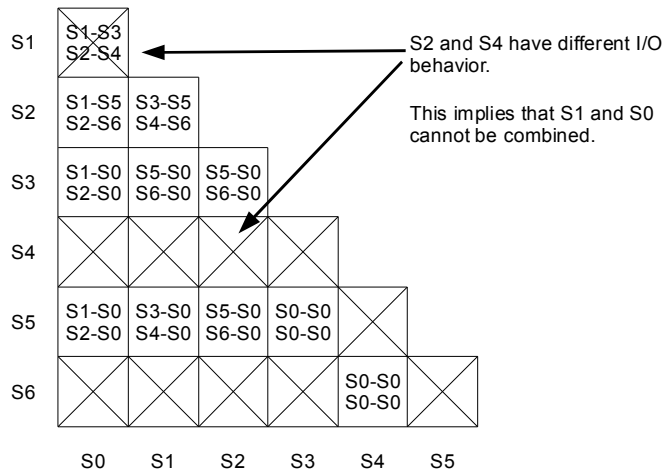 S1 S1-S3
S2-S4
S2 and S4 have different I/O
behavior.
This implies that S1 and S0
cannot be combined.
S2 S1-S5 S3-S5
S2-S6 S4-S6
S3 S1-S0 S5-S0 S5-S0
S2-S0 S6-S0 S6-S0
S4
S5 S1-S0 S3-S0 S5-S0 S0-S0
S2-S0 S4-S0 S6-S0 S0-S0
S6 S0-S0
S0-S0
S0 S1 S2 S3 S4 S5